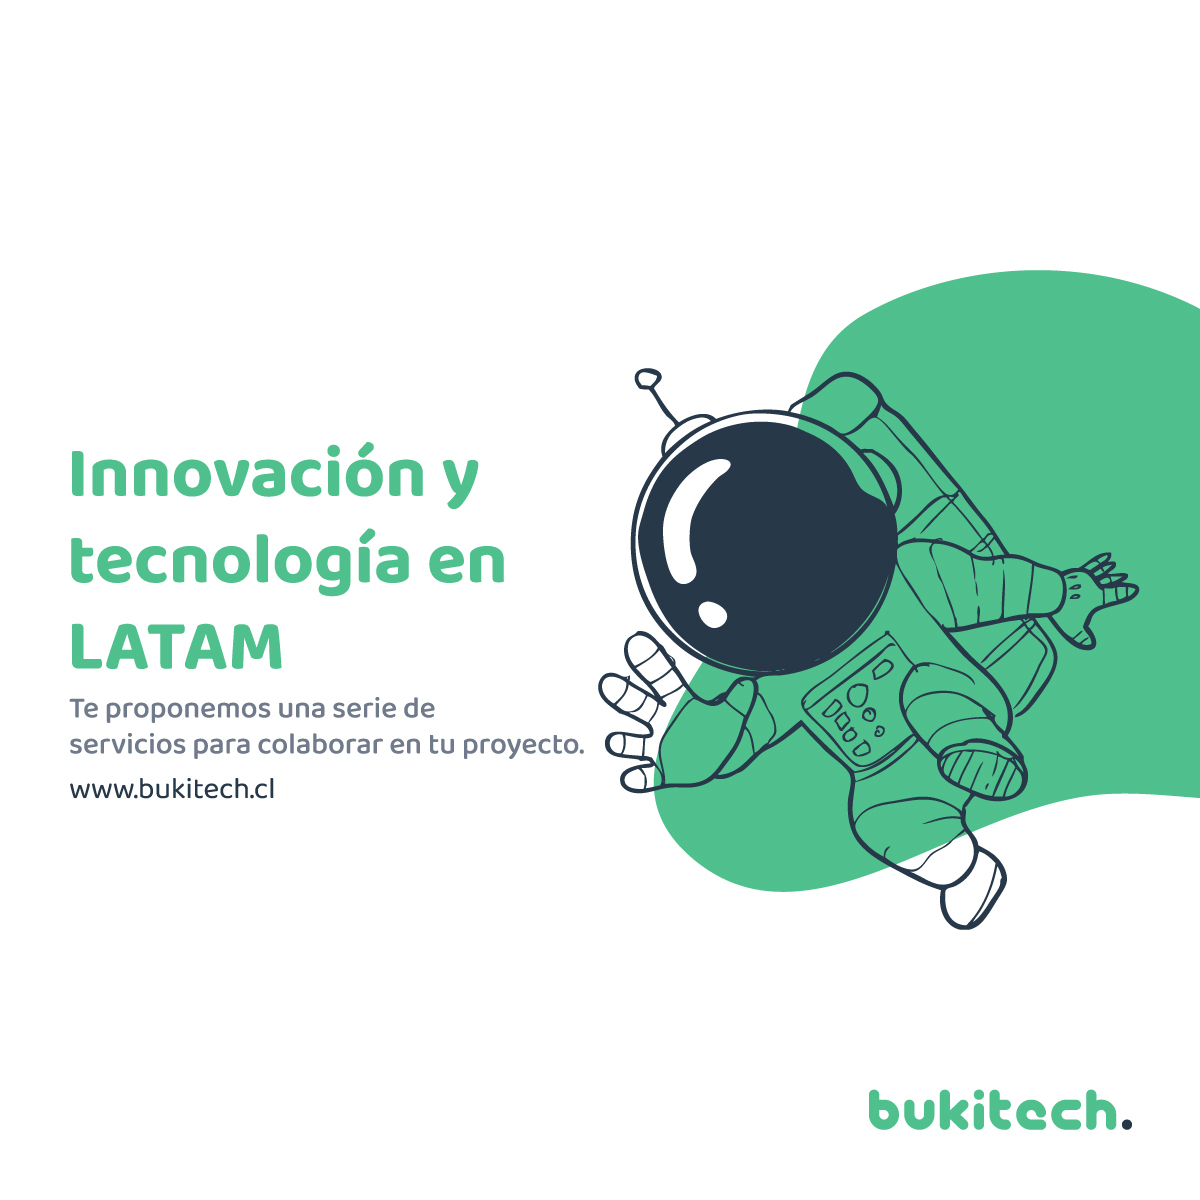 Innovación y
tecnología en
LATAM
Te proponemos una serie de
servicios para colaborar en tu proyecto.
www.bukitech.cl
bukitech.